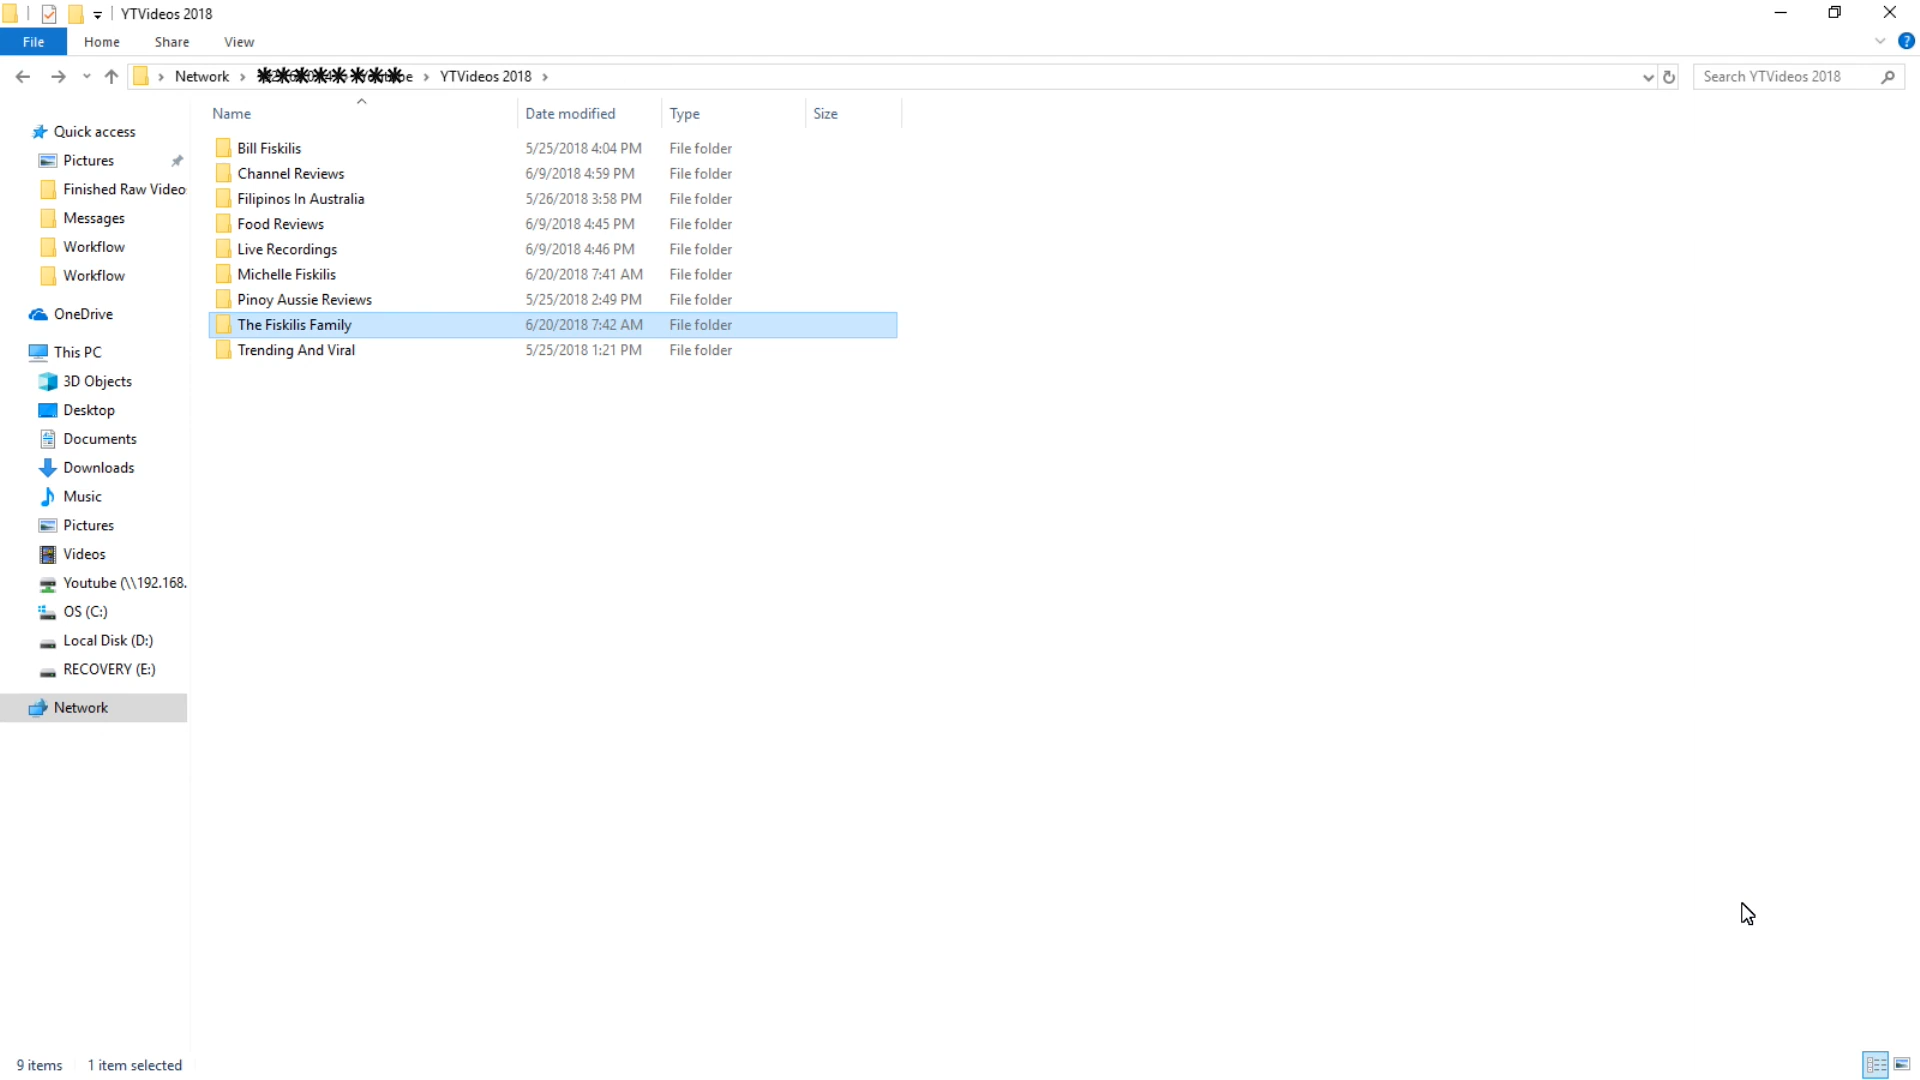 YTVideos 2018
File Home Share View
Network YTVideos 2018
Search YTVideos 2018
Name Date modified Type Size
Quick access
Pictures
Finished Raw Video
Messages
Workflow
Workflow
OneDrive
This PC
3D Objects
Desktop
Documents
Downloads
Music
Pictures
Videos
Youtube (\\192.168.
OS (C:)
Local Disk (D:)
RECOVERY (E:)
Network
Bill Fiskilis 5/25/2018 4:04 PM File folder
Channel Reviews 6/9/2018 4:59 PM File folder
Filipinos In Australia 5/26/2018 3:58 PM File folder
Food Reviews 6/9/2018 4:45 PM File folder
Live Recordings 6/9/2018 4:46 PM File folder
Michelle Fiskilis 6/20/2018 7:41 AM File folder
Pinoy Aussie Reviews 5/25/2018 2:49 PM File folder
The Fiskilis Family 6/20/2018 7:42 AM File folder
Trending And Viral 5/25/2018 1:21 PM File folder
9 items 1 item selected